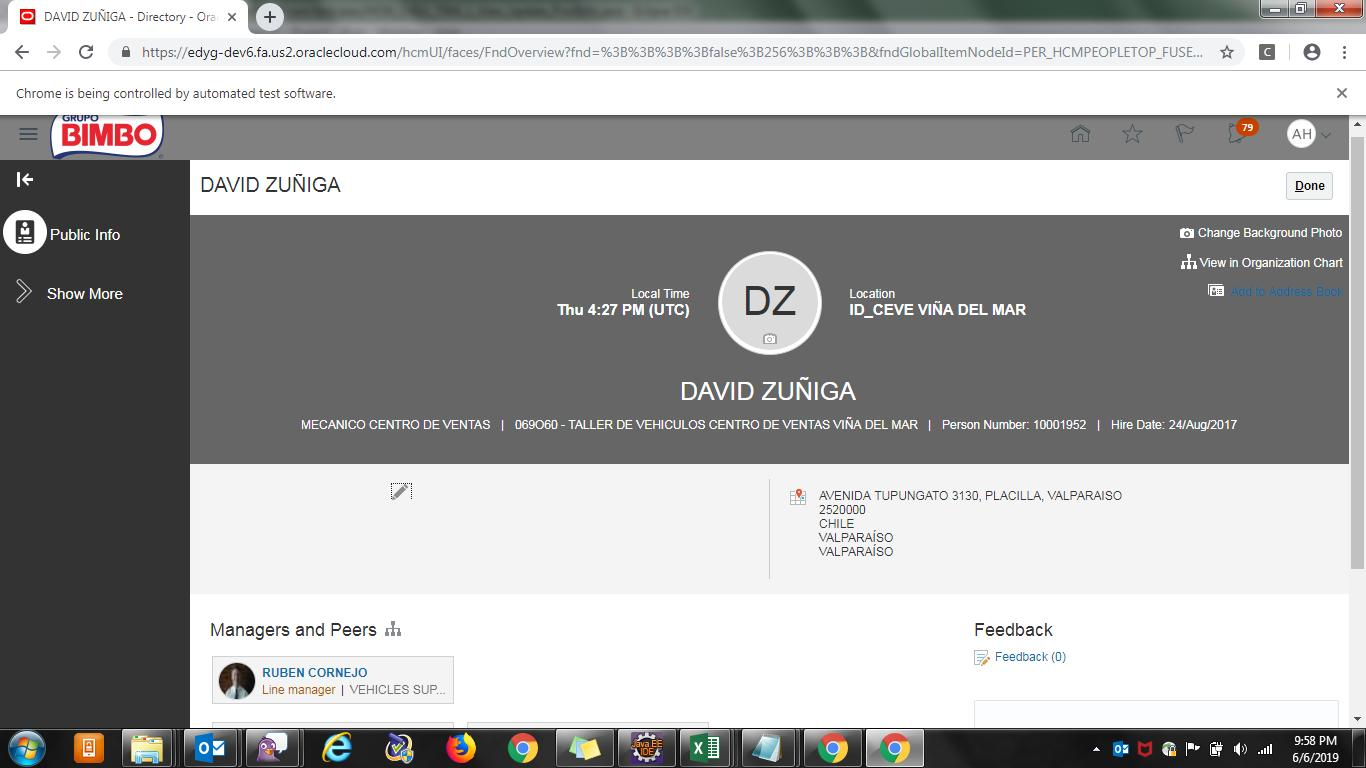 DAVID ZUÑIGA - Directory - Ora
https://edyg-dev6.fa.us2.oraclecloud.com/hcmUI/faces/FndOverview?fnd=%3B%3B%3B%3Bfalse%3B256%3B%3B%3B&fndGlobalItemNodeId=PER_HCMPEOPLETOP_FUSE...
C
Chrome is being controlled by automated test software.
GRUPO
BIMBO
79
AH
DAVID ZUÑIGA
Done
Public Info
Show More
Change Background Photo
View in Organization Chart
Add to Address Book
Local Time
Thu 4:27 PM (UTC)
DZ
Location
ID_CEVE VIÑA DEL MAR
DAVID ZUÑIGA
MECANICO CENTRO DE VENTAS | 069O60 - TALLER DE VEHICULOS CENTRO DE VENTAS VIÑA DEL MAR | Person Number: 10001952 | Hire Date: 24/Aug/2017
AVENIDA TUPUNGATO 3130, PLACILLA, VALPARAISO
2520000
CHILE
VALPARAÍSO
VALPARAÍSO
Managers and Peers
Feedback
Feedback (0)
RUBEN CORNEJO
Line manager | VEHICLES SUP...
Java EE
IDE
9:58 PM
6/6/2019